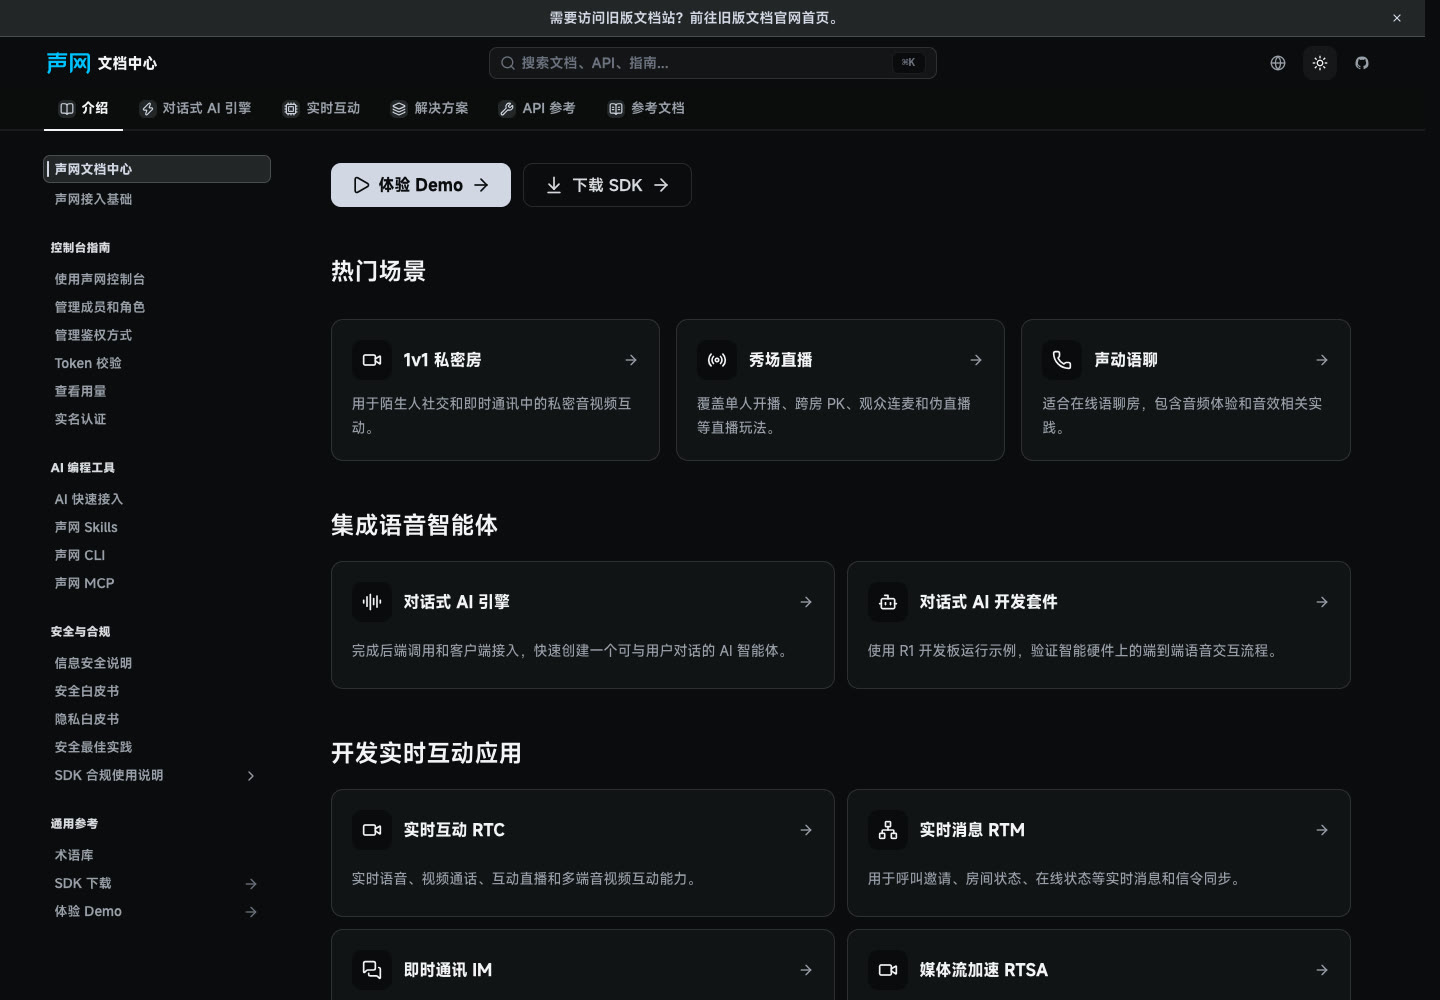 需要访问旧版文档站？前往旧版文档官网首页。
声网 文档中心
搜索文档、API、指南...
⌘K
介绍
对话式 AI 引擎
实时互动
解决方案
API 参考
参考文档
声网文档中心
声网接入基础
控制台指南
使用声网控制台
管理成员和角色
管理鉴权方式
Token 校验
查看用量
实名认证
AI 编程工具
AI 快速接入
声网 Skills
声网 CLI
声网 MCP
安全与合规
信息安全说明
安全白皮书
隐私白皮书
安全最佳实践
SDK 合规使用说明
通用参考
术语库
SDK 下载
体验 Demo
体验 Demo
下载 SDK
热门场景
1v1 私密房
用于陌生人社交和即时通讯中的私密音视频互
动。
秀场直播
覆盖单人开播、跨房 PK、观众连麦和伪直播
等直播玩法。
声动语聊
适合在线语聊房，包含音频体验和音效相关实
践。
集成语音智能体
对话式 AI 引擎
完成后端调用和客户端接入，快速创建一个可与用户对话的 AI 智能体。
对话式 AI 开发套件
使用 R1 开发板运行示例，验证智能硬件上的端到端语音交互流程。
开发实时互动应用
实时互动 RTC
实时语音、视频通话、互动直播和多端音视频互动能力。
实时消息 RTM
用于呼叫邀请、房间状态、在线状态等实时消息和信令同步。
即时通讯 IM
媒体流加速 RTSA